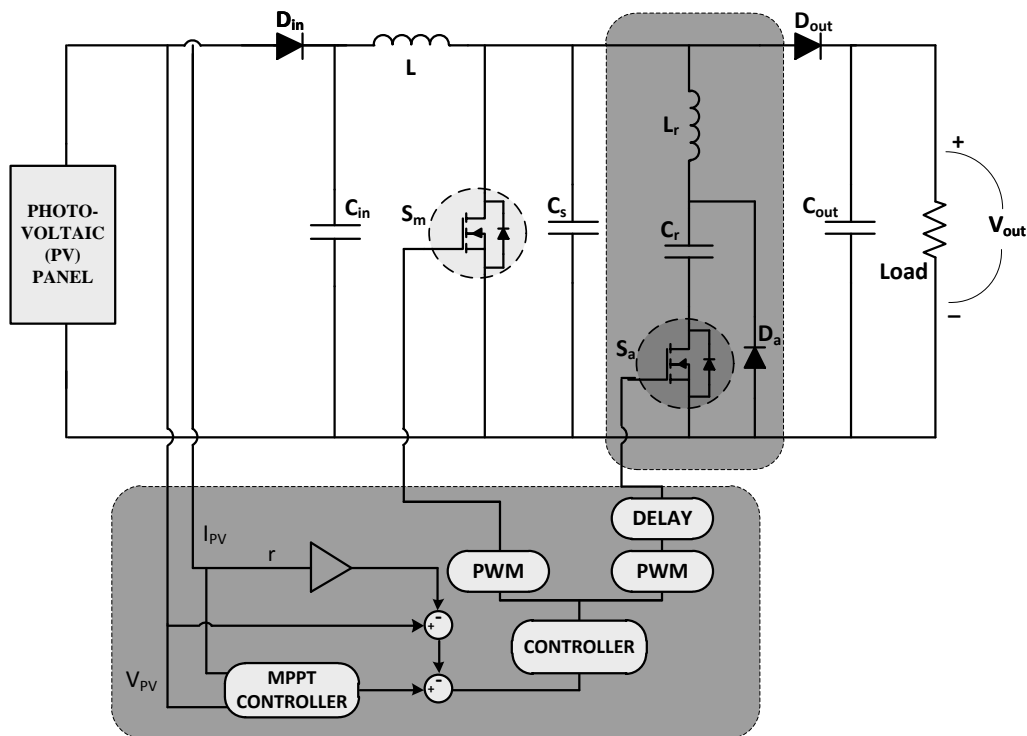 Din
Dout
L
Lr
+
PHOTO-
VOLTAIC
(PV)
PANEL
Cin
Sm
Cs
Cr
Cout
Vout
Load
–
Sa
Da
DELAY
IPV
r
PWM
PWM
-
+
CONTROLLER
VPV
MPPT
CONTROLLER
-
+